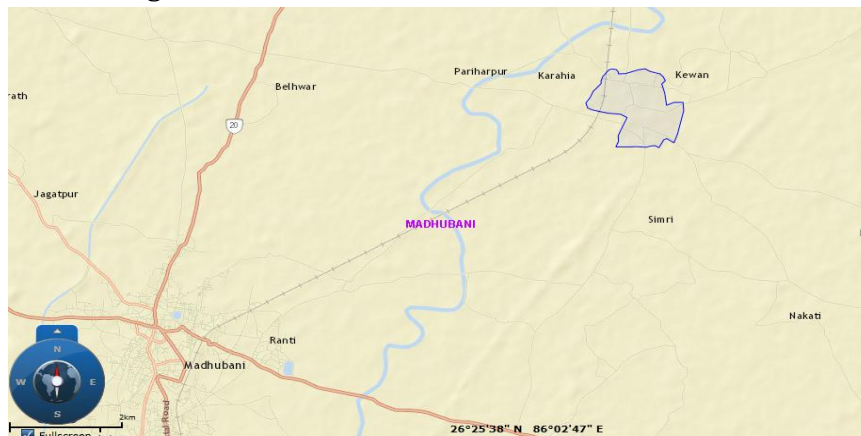 Pariharpur
Karahia
Kewan
Belhwar
rath
20
Jagatpur
Simri
MADHUBANI
Nakati
Ranti
Madhubani
N
W
E
S
2km
26°25'38" N 86°02'47" E